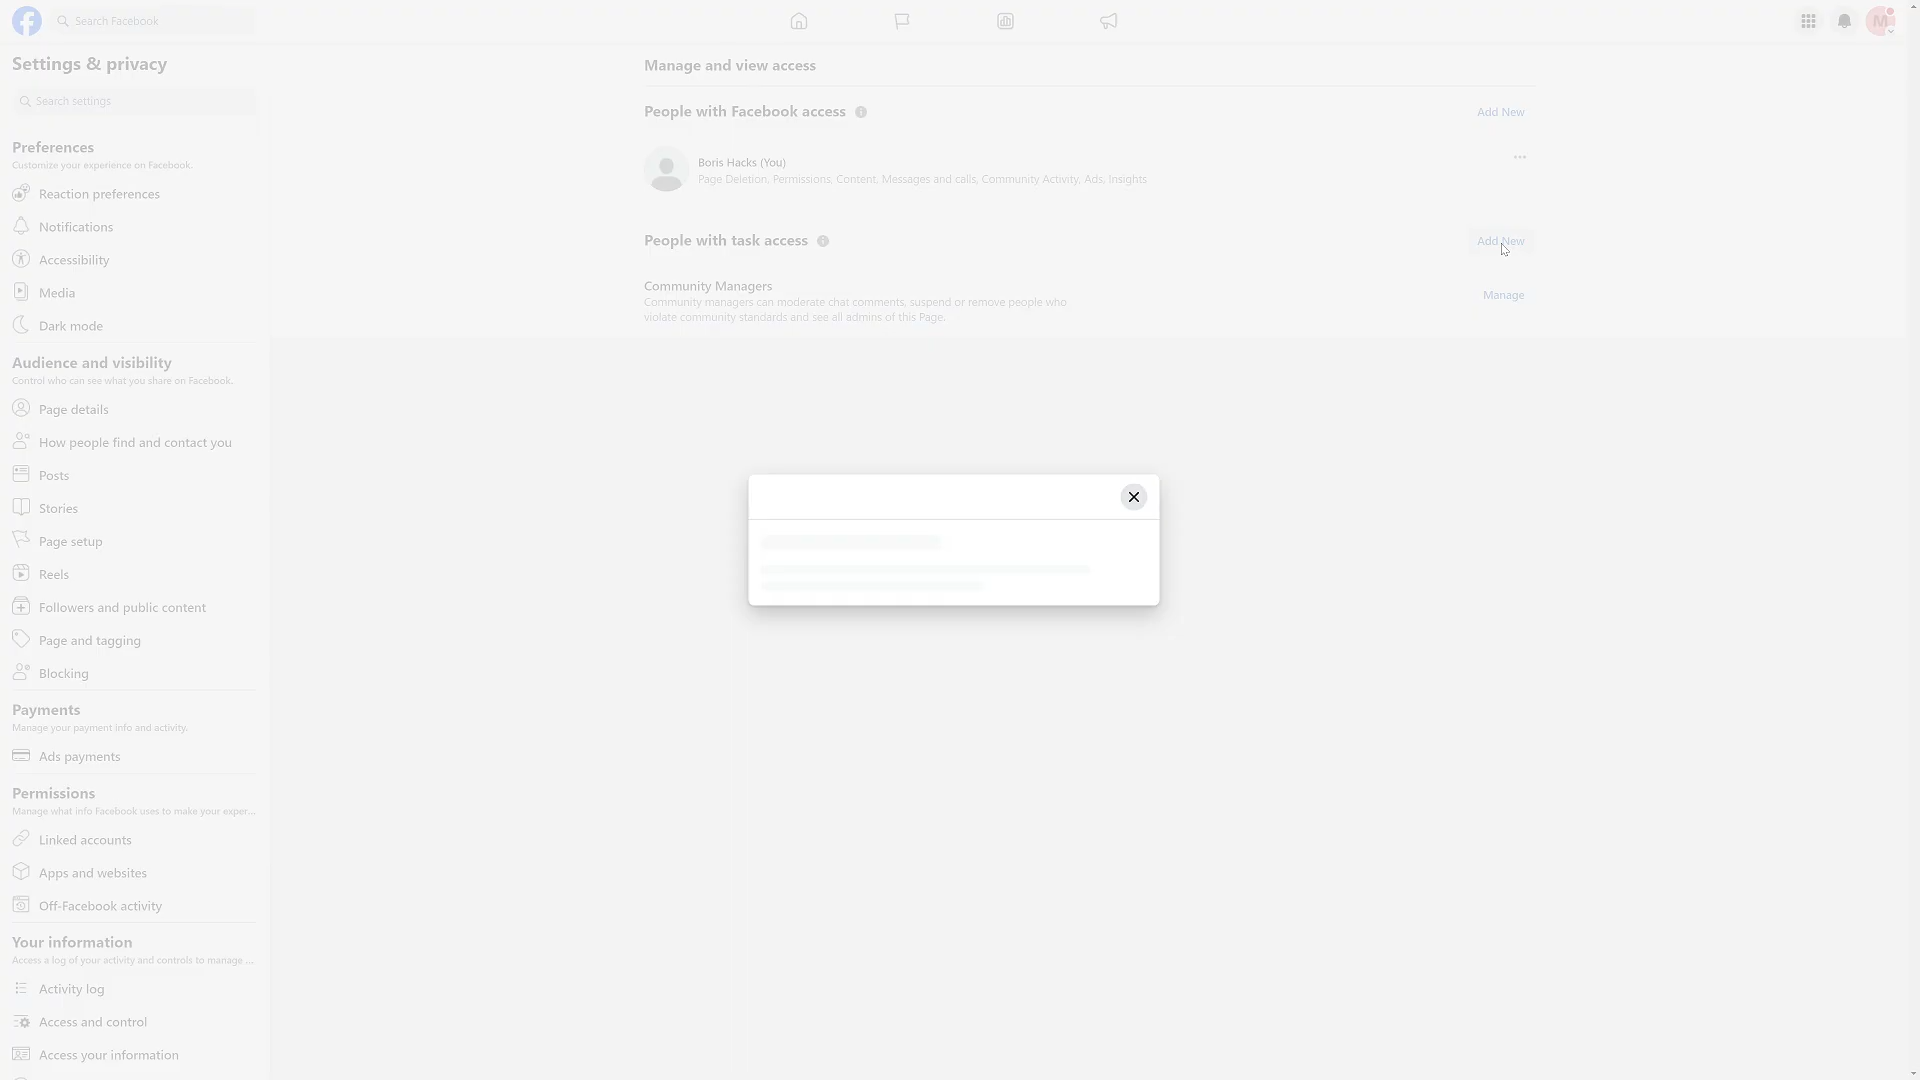 Search Facebook
M
Settings & privacy
Search settings
Preferences
Customize your experience on Facebook.
Reaction preferences
Notifications
Accessibility
Media
Dark mode
Audience and visibility
Control who can see what you share on Facebook.
Page details
How people find and contact you
Posts
Stories
Page setup
Reels
Followers and public content
Page and tagging
Blocking
Payments
Manage your payment info and activity.
Ads payments
Permissions
Manage what info Facebook uses to make your exper...
Linked accounts
Apps and websites
Off-Facebook activity
Your information
Access a log of your activity and controls to manage ...
Activity log
Access and control
Access your information
Manage and view access
People with Facebook access
Add New
Boris Hacks (You)
Page Deletion, Permissions, Content, Messages and calls, Community Activity, Ads, Insights
People with task access
Add New
Community Managers
Community managers can moderate chat comments, suspend or remove people who
violate community standards and see all admins of this Page.
Manage